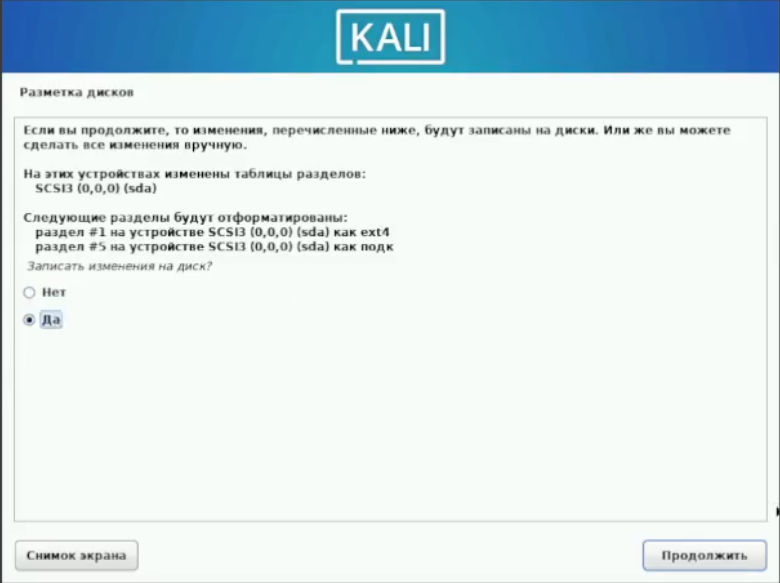 KALI
Разметка дисков
Если вы продолжите, то изменения, перечисленные ниже, будут записаны на диски. Или же вы можете
сделать все изменения вручную.
На этих устройствах изменены таблицы разделов:
SCSI3 (0,0,0) (sda)
Следующие разделы будут отформатированы:
раздел #1 на устройстве SCSI3 (0,0,0) (sda) как ext4
раздел #5 на устройстве SCSI3 (0,0,0) (sda) как подк
Записать изменения на диск?
Нет
Да
Снимок экрана
Продолжить